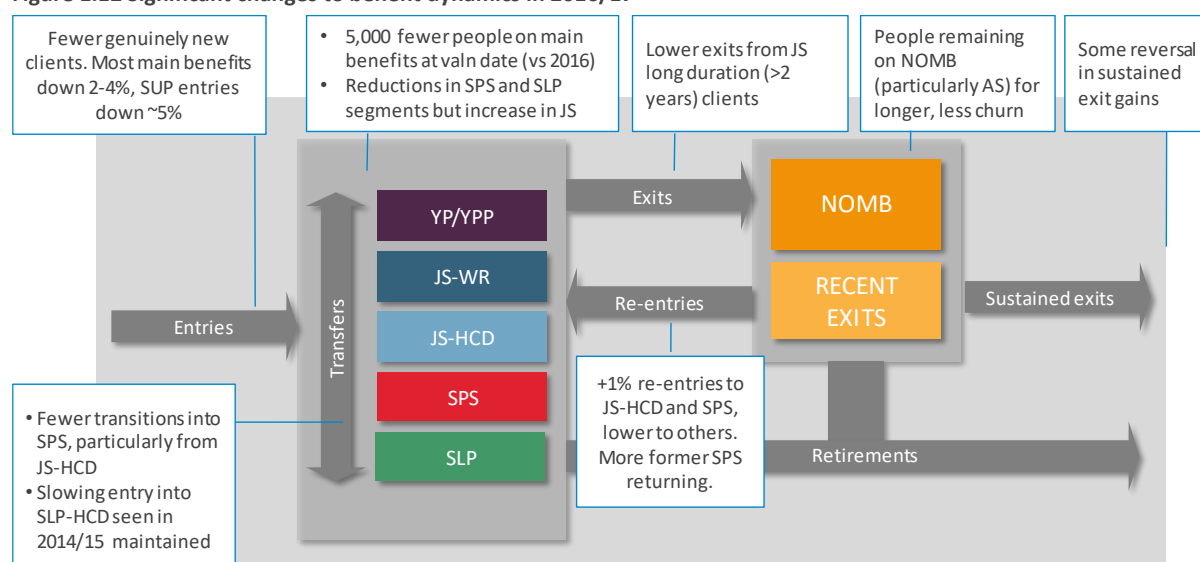 Fewer genuinely new
clients. Most main benefits
down 2-4%, SUP entries
down ~5%
• 5,000 fewer people on main
benefits at valn date (vs 2016)
• Reductions in SPS and SLP
segments but increase in JS
Lower exits from JS
long duration (>2
years) clients
People remaining
on NOMB
(particularly AS) for
longer, less churn
Some reversal
in sustained
exit gains
Entries
Transfers
YP/YPP
JS-WR
JS-HCD
SPS
SLP
Exits
Re-entries
NOMB
RECENT
EXITS
Sustained exits
Retirements
• Fewer transitions into
SPS, particularly from
JS-HCD
• Slowing entry into
SLP-HCD seen in
2014/15 maintained
+1% re-entries to
JS-HCD and SPS,
lower to others.
More former SPS
returning.